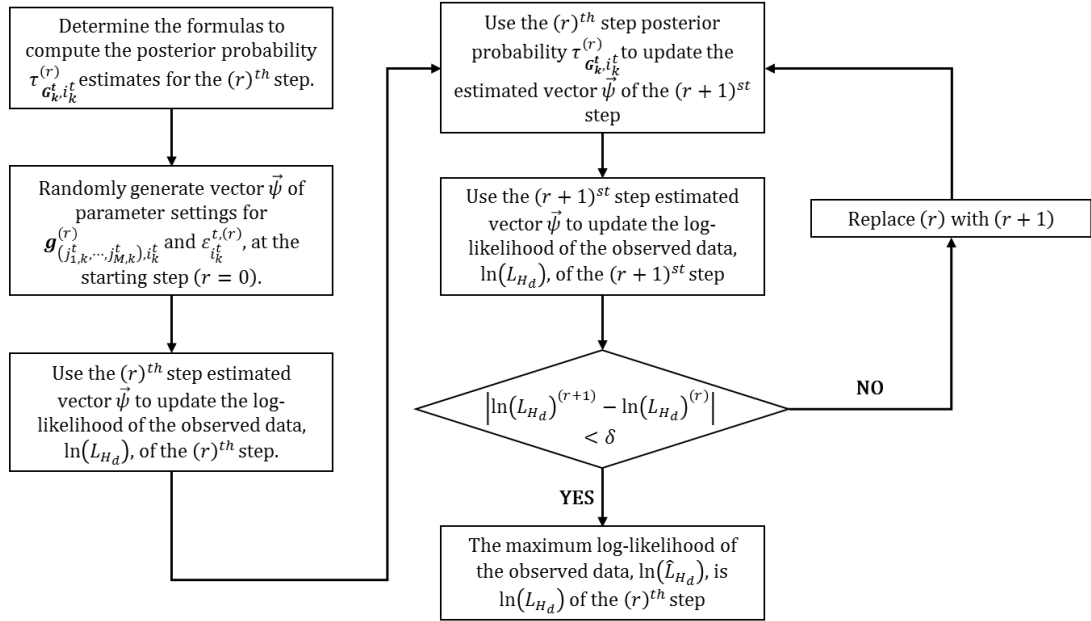 Determine the formulas to
compute the posterior probability
τ^{(r)}_{G_k^t, i_k^t} estimates for the (r)^{th} step.
Randomly generate vector ψ⃗ of
parameter settings for
g^{(r)}_{(j_{1,k}^t,⋯,j_{M,k}^t),i_k^t} and ε_{i_k^t}^{t,(r)}, at the
starting step (r = 0).
Use the (r)^{th} step estimated
vector ψ⃗ to update the log-
likelihood of the observed data,
ln(L_{H_d}), of the (r)^{th} step.
Use the (r)^{th} step posterior
probability τ^{(r)}_{G_k^t, i_k^t} to update the
estimated vector ψ⃗ of the (r + 1)^{st}
step
Use the (r + 1)^{st} step estimated
vector ψ⃗ to update the log-
likelihood of the observed data,
ln(L_{H_d}), of the (r + 1)^{st} step
|ln(L_{H_d})^{(r+1)} − ln(L_{H_d})^{(r)}|
< δ
NO
Replace (r) with (r + 1)
YES
The maximum log-likelihood of
the observed data, ln(L̂_{H_d}), is
ln(L_{H_d}) of the (r)^{th} step